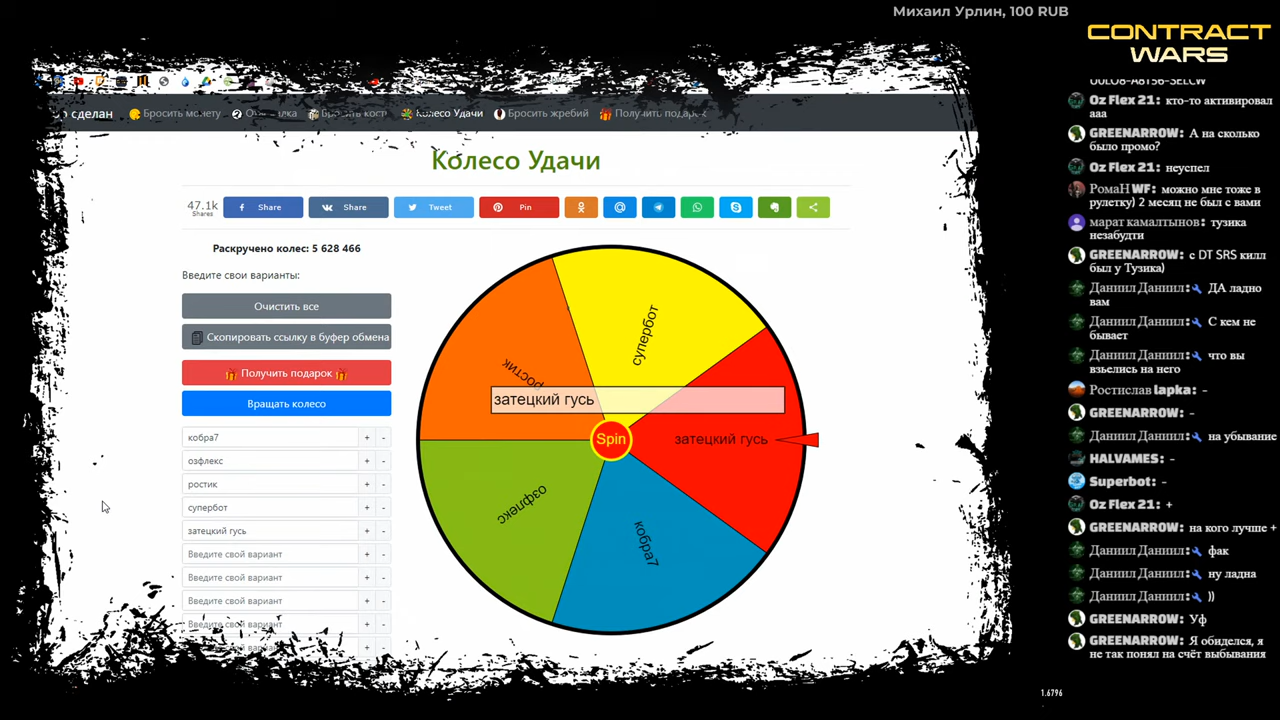 Михаил Урлин, 100 RUB
CONTRACT
WARS
сделан
Бросить монету
Бросить кост
Колесо Удачи
Бросить жребий
Получить подарок
Колесо Удачи
47.1k
Shares
Share
Share
Tweet
Pin
Раскручено колес: 5 628 466
Введите свои варианты:
Очистить все
Скопировать ссылку в буфер обмена
Получить подарок
Вращать колесо
кобра7 + -
озфлекс + -
ростик + -
супербот + -
затецкий гусь + -
Введите свой вариант + -
Введите свой вариант + -
Введите свой вариант + -
Введите свой вариант + -
супербот
ростик
затецкий гусь
Spin
затецкий гусь
озфлекс
кобра7
Oz Flex 21: кто-то активировал
ааа
GREENARROW: А на сколько
было промо?
Oz Flex 21: неуспел
РомаН WF: можно мне тоже в
рулетку) 2 месяц не был с вами
марат камалтынов: тузика
незабудти
GREENARROW: с DT SRS килл
был у Тузика)
Даниил Даниил: ДА ладно
вам
Даниил Даниил: С кем не
бывает
Даниил Даниил: что вы
взьелись на него
Ростислав lapka: -
GREENARROW: -
Даниил Даниил: на убывание
HALVAMES: -
Superbot: -
Oz Flex 21: +
GREENARROW: на кого лучше +
Даниил Даниил: фак
Даниил Даниил: ну ладна
Даниил Даниил: ))
GREENARROW: Уф
GREENARROW: Я обиделся, я
не так понял на счёт выбывания
1.6796